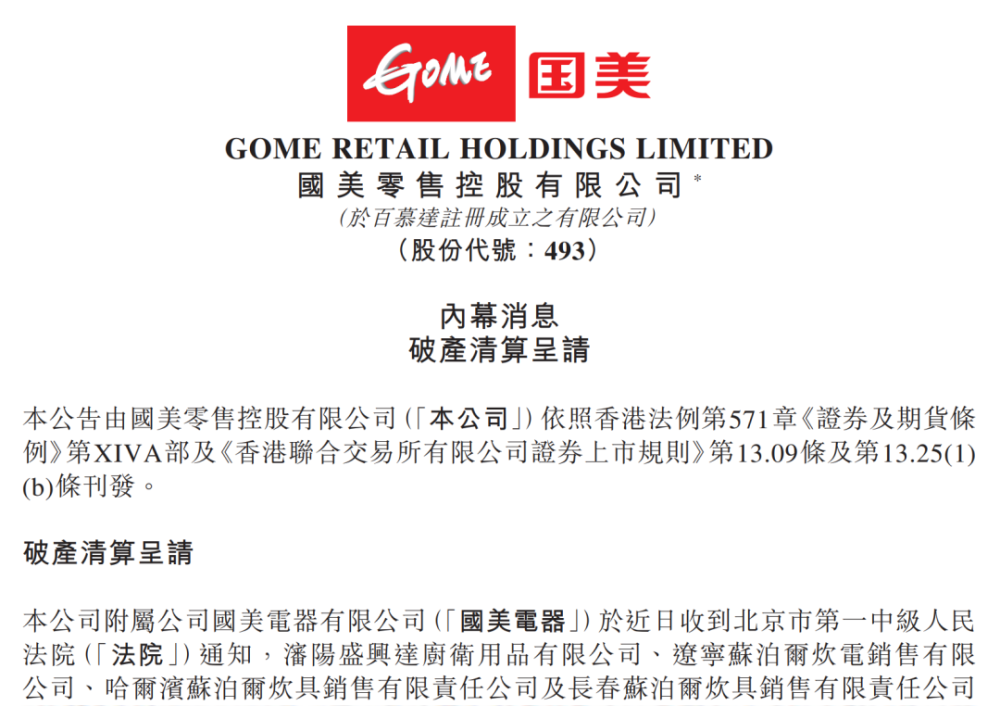 GOME 国美
GOME RETAIL HOLDINGS LIMITED
國美零售控股有限公司*
(於百慕達註冊成立之有限公司)
(股份代號：493)
內幕消息
破產清算呈請
本公告由國美零售控股有限公司(「本公司」)依照香港法例第571章《證券及期貨條
例》第XIVA部及《香港聯合交易所有限公司證券上市規則》第13.09條及第13.25(1)
(b)條刊發。
破產清算呈請
本公司附屬公司國美電器有限公司(「國美電器」)於近日收到北京市第一中級人民
法院(「法院」)通知，瀋陽盛興達廚衛用品有限公司、遼寧蘇泊爾炊電銷售有限
公司、哈爾濱蘇泊爾炊具銷售有限責任公司及長春蘇泊爾炊具銷售有限責任公司